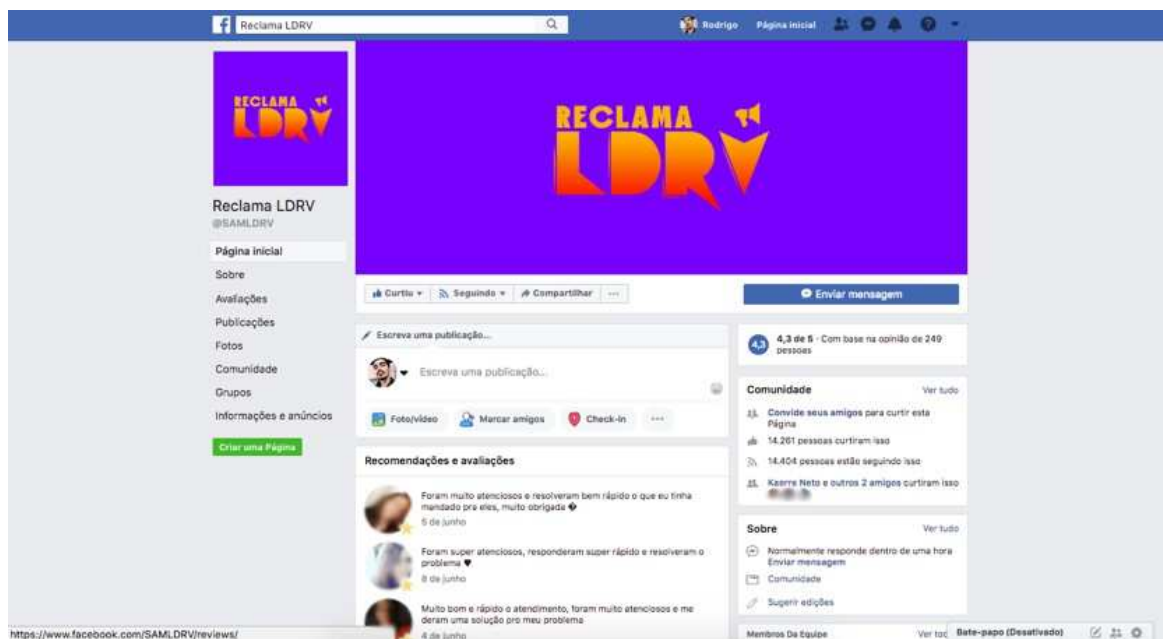 Reclama LDRV
Rodrigo
Página inicial
RECLAMA
LDRV
RECLAMA
LDRV
Reclama LDRV
@SAMLDRV
Página inicial
Sobre
Avaliações
Publicações
Fotos
Comunidade
Grupos
Informações e anúncios
Criar uma Página
Curtiu
Seguindo
Compartilhar
Enviar mensagem
Escreva uma publicação...
Escreva uma publicação...
Foto/vídeo
Marcar amigos
Check-in
Recomendações e avaliações
Foram muito atenciosos e resolveram bem rápido o que eu tinha
mandado pra eles, muito obrigada
5 de junho
Foram super atenciosos, responderam super rápido e resolveram o
problema ♥
8 de junho
Muito bom e rápido o atendimento, foram muito atenciosos e me
deram uma solução pro meu problema
4 de junho
4,3
4,3 de 5 · Com base na opinião de 249
pessoas
Comunidade
Ver tudo
Convide seus amigos para curtir esta
Página
14.261 pessoas curtiram isso
14.404 pessoas estão seguindo isso
Neto e outros 2 amigos curtiram isso
Sobre
Ver tudo
Normalmente responde dentro de uma hora
Enviar mensagem
Comunidade
Sugerir edições
Membros Da Equipe
Ver
Bate-papo (Desativado)
https://www.facebook.com/SAMLDRV/reviews/